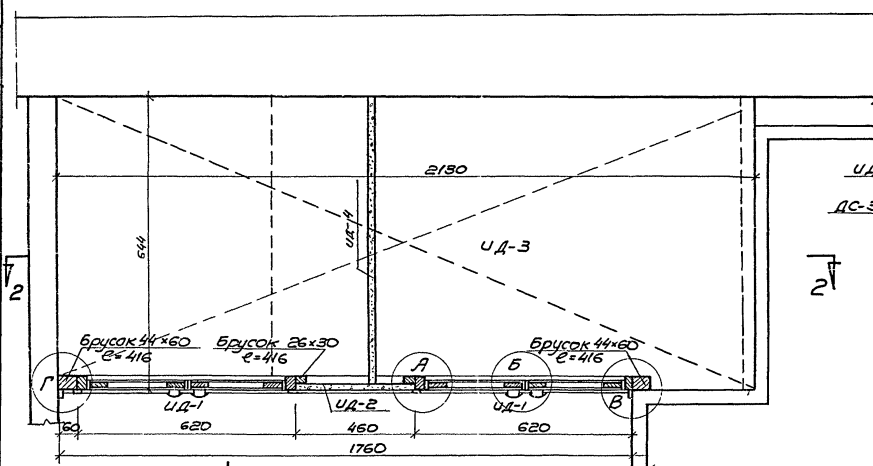 2130
ИД
ДС-3
ИД-4
644
ИД-3
2
2
Брусок 44×60
ℓ=416
Брусок 26×30
ℓ=416
Брусок 44×60
ℓ=416
Г
А
Б
В
ИД-1
ИД-2
ИД-1
60
620
460
620
1760